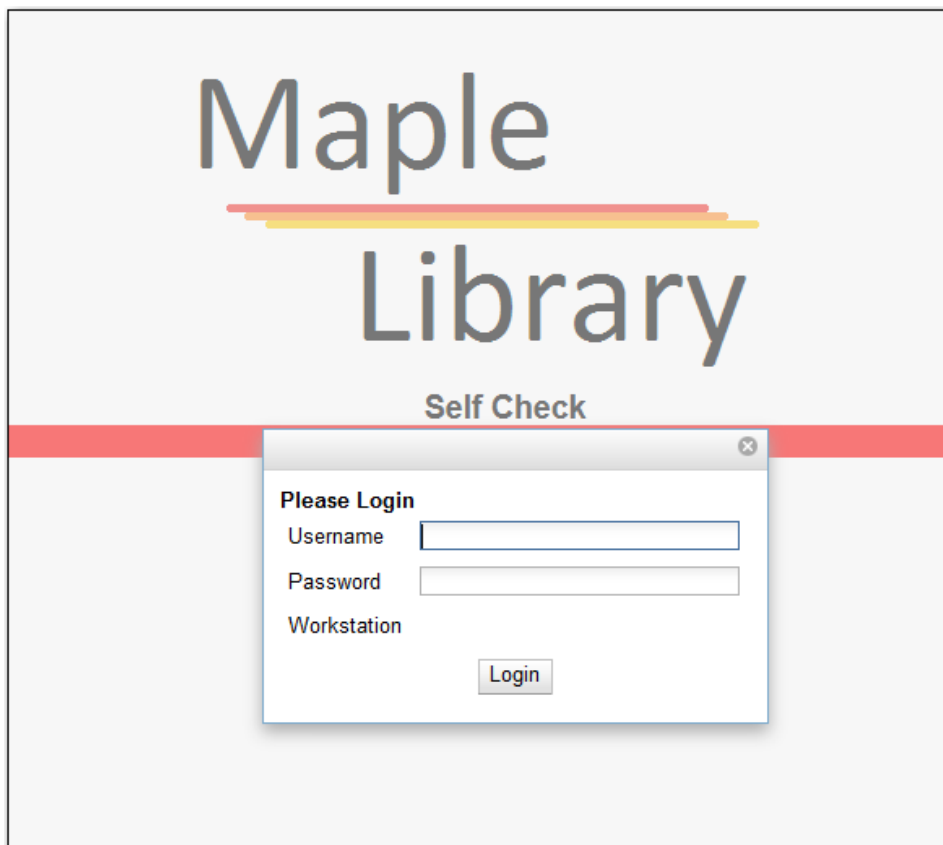 Maple
Library
Self Check
Please Login
Username
Password
Workstation
Login